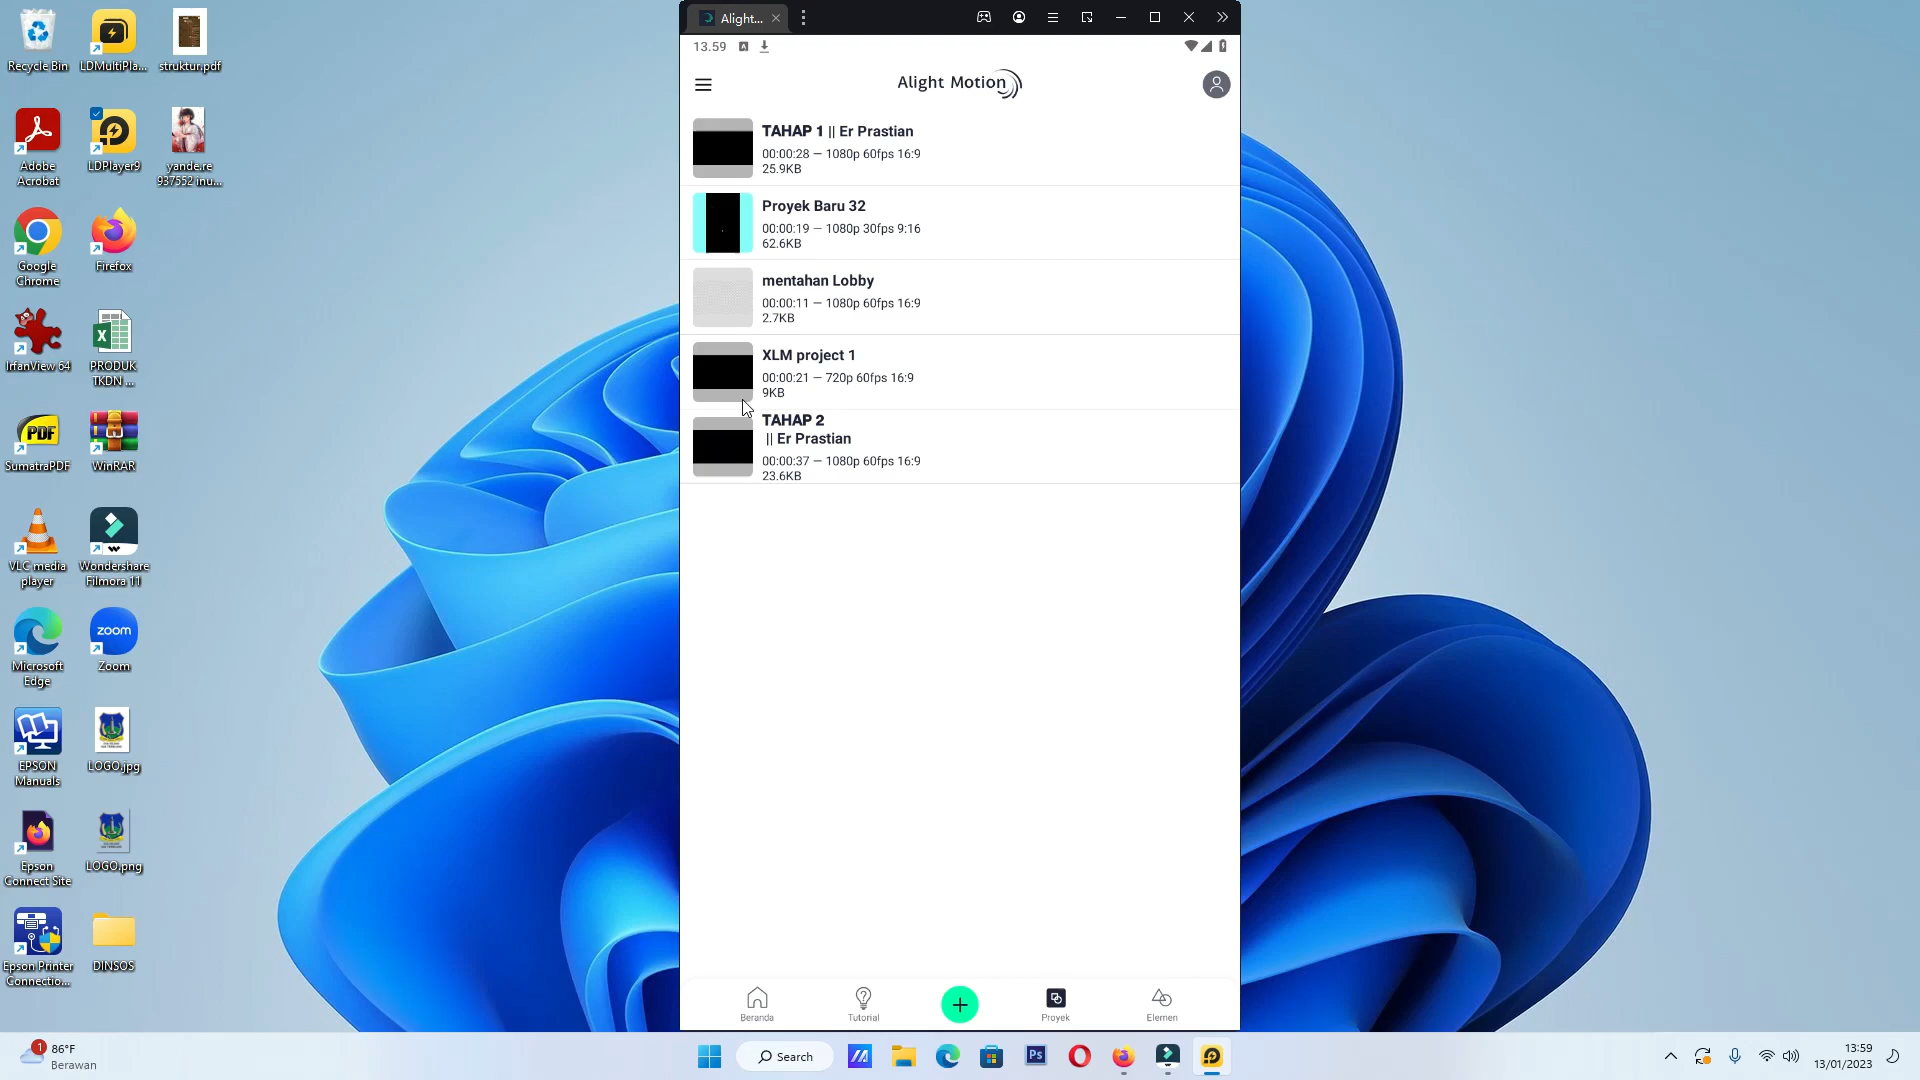 Recycle Bin
LDMultiPla...
struktur.pdf
Adobe
Acrobat
LDPlayer9
yande.re
937552 inu...
Google
Chrome
Firefox
IrfanView 64
PRODUK
TKDN ...
PDF
SumatraPDF
WinRAR
VLC media
player
Wondershare
Filmora 11
Microsoft
Edge
zoom
Zoom
EPSON
Manuals
LOGO.jpg
Epson
Connect Site
LOGO.png
Epson Printer
Connectio...
DINSOS
Alight...
13.59
Alight Motion
TAHAP 1 || Er Prastian
00:00:28 — 1080p 60fps 16:9
25.9KB
Proyek Baru 32
00:00:19 — 1080p 30fps 9:16
62.6KB
mentahan Lobby
00:00:11 — 1080p 60fps 16:9
2.7KB
XLM project 1
00:00:21 — 720p 60fps 16:9
9KB
TAHAP 2
|| Er Prastian
00:00:37 — 1080p 60fps 16:9
23.6KB
Beranda
Tutorial
Proyek
Elemen
1
86°F
Berawan
Search
Ps
13:59
13/01/2023